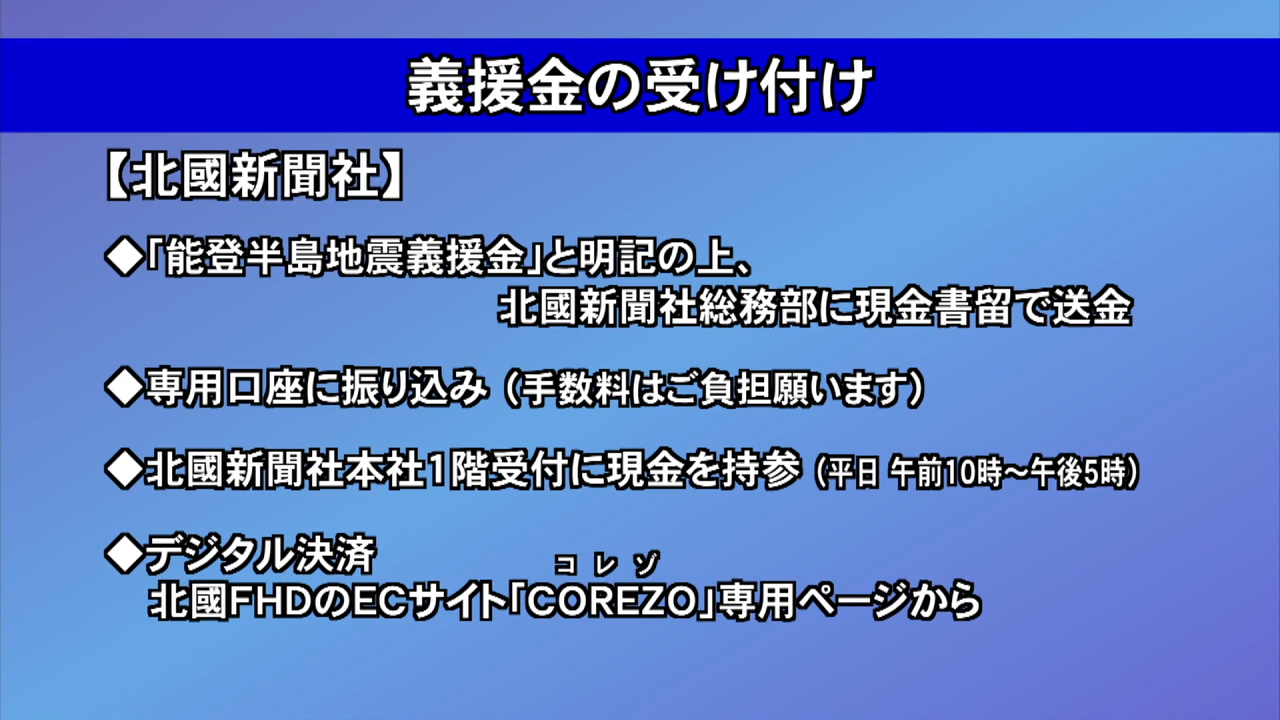 義援金の受け付け
【北國新聞社】
◆「能登半島地震義援金」と明記の上、
北國新聞社総務部に現金書留で送金
◆専用口座に振り込み（手数料はご負担願います）
◆北國新聞社本社1階受付に現金を持参（平日 午前10時〜午後5時）
◆デジタル決済
コレゾ
北國FHDのECサイト「COREZO」専用ページから